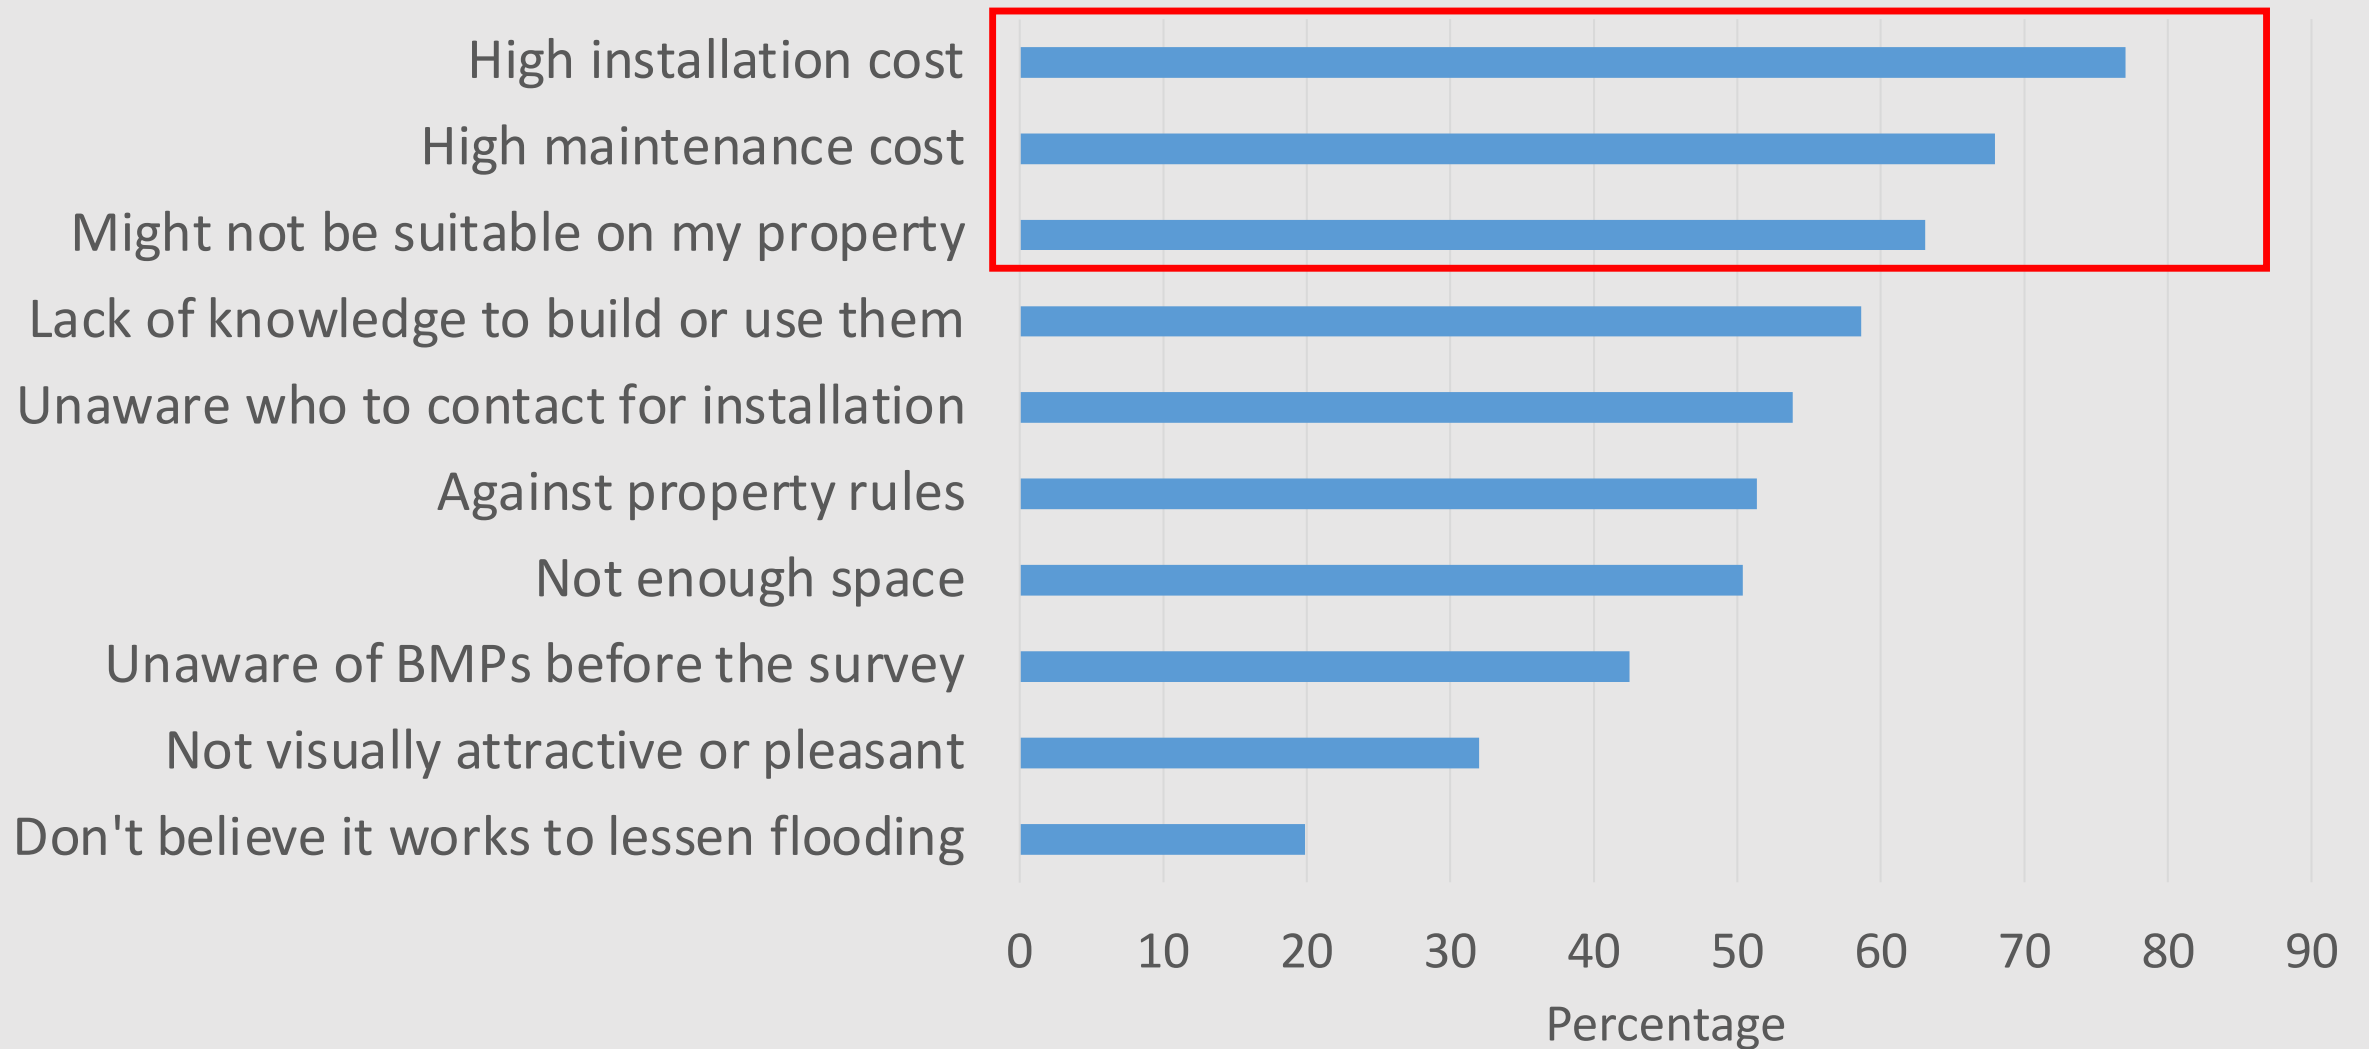 High installation cost
High maintenance cost
Might not be suitable on my property
Lack of knowledge to build or use them
Unaware who to contact for installation
Against property rules
Not enough space
Unaware of BMPs before the survey
Not visually attractive or pleasant
Don't believe it works to lessen flooding
0 10 20 30 40 50 60 70 80 90
Percentage